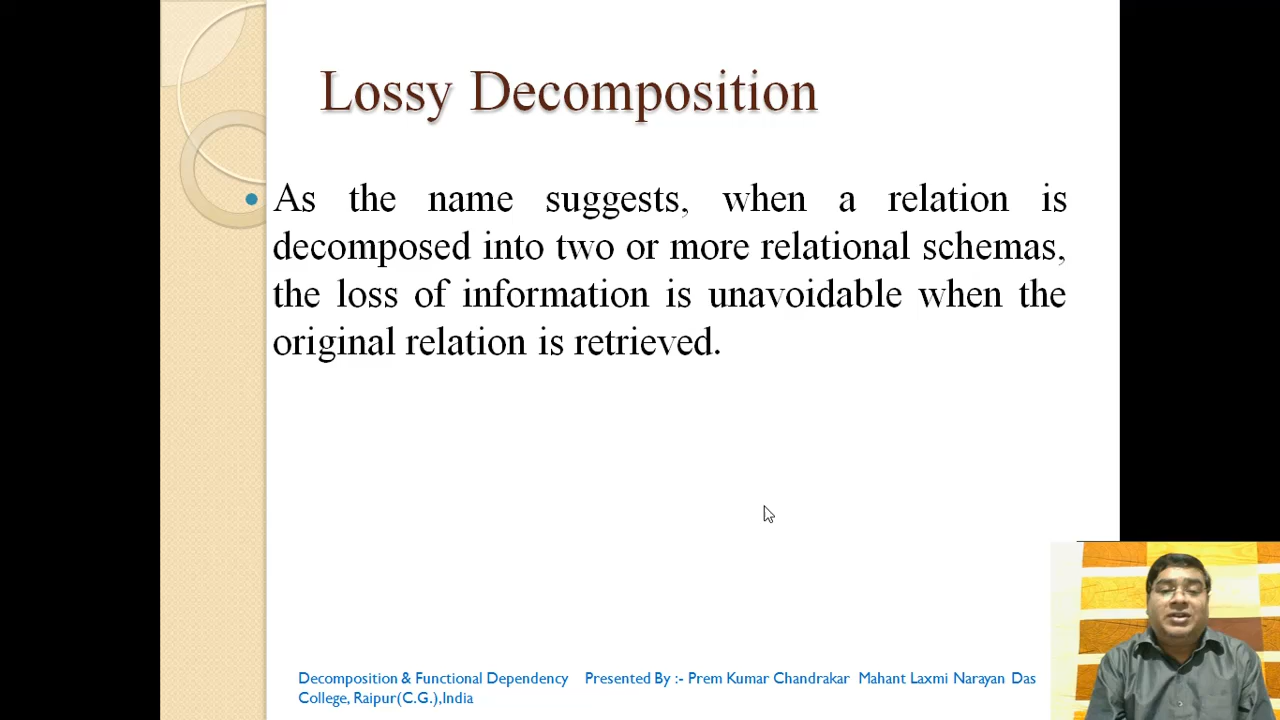 Lossy Decomposition
As the name suggests, when a relation is
decomposed into two or more relational schemas,
the loss of information is unavoidable when the
original relation is retrieved.
Decomposition & Functional Dependency Presented By :- Prem Kumar Chandrakar Mahant Laxmi Narayan Das
College, Raipur(C.G.),India